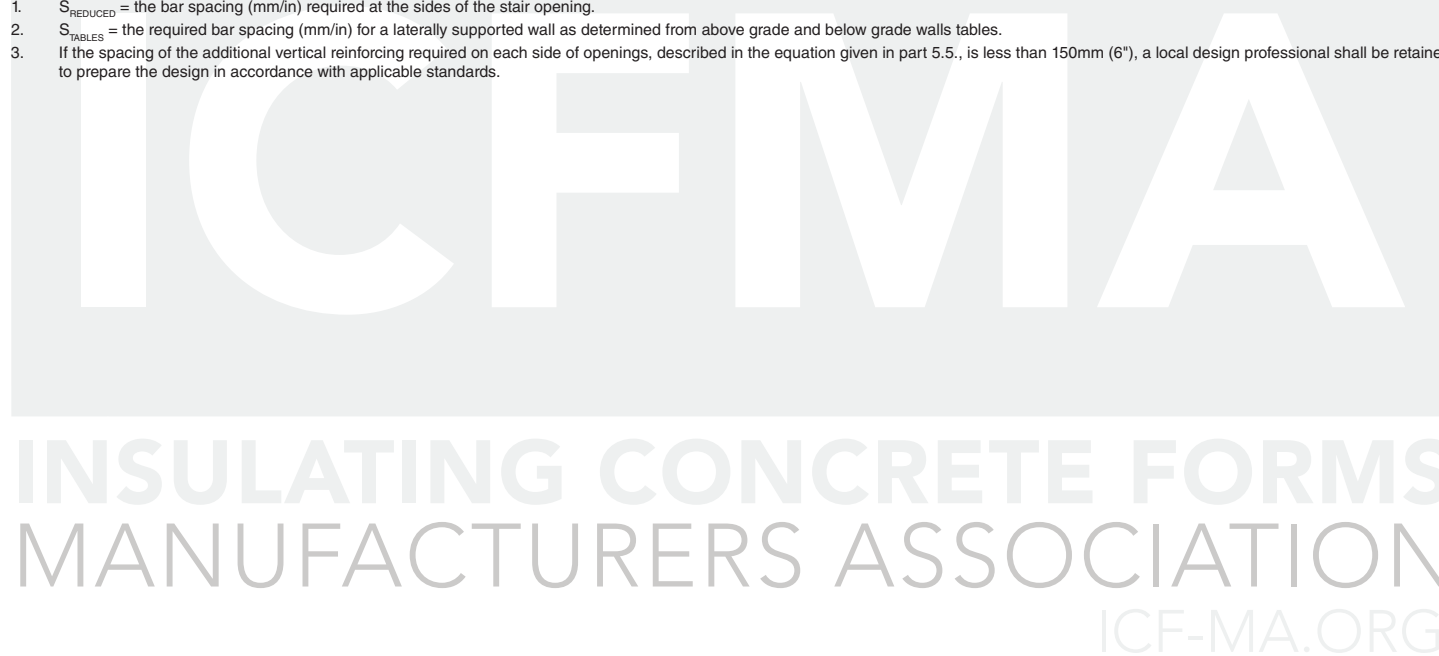 1. S_REDUCED = the bar spacing (mm/in) required at the sides of the stair opening.
2. S_TABLES = the required bar spacing (mm/in) for a laterally supported wall as determined from above grade and below grade walls tables.
3. If the spacing of the additional vertical reinforcing required on each side of openings, described in the equation given in part 5.5., is less than 150mm (6"), a local design professional shall be retaine
to prepare the design in accordance with applicable standards.
ICFMA
INSULATING CONCRETE FORMS
MANUFACTURERS ASSOCIATION
ICF-MA.ORG